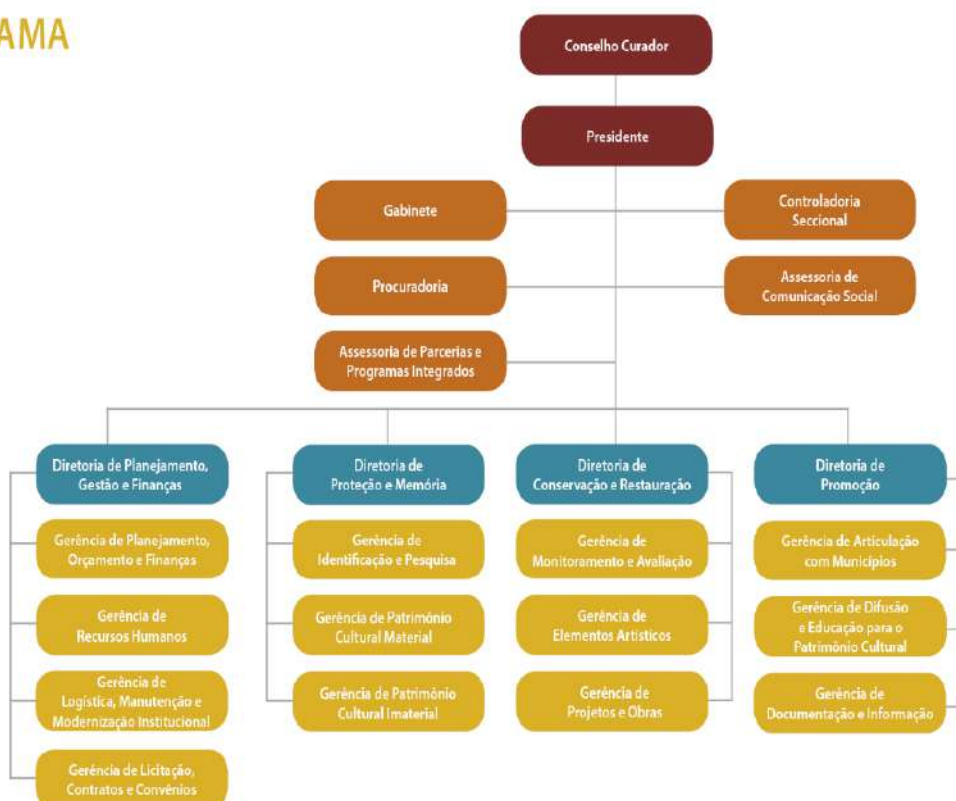 AMA
Conselho Curador
Presidente
Gabinete
Controladoria
Seccional
Procuradoria
Assessoria de
Comunicação Social
Assessoria de Parcerias e
Programas Integrados
Diretoria de Planejamento,
Gestão e Finanças
Gerência de Planejamento,
Orçamento e Finanças
Gerência de
Recursos Humanos
Gerência de
Logística, Manutenção e
Modernização Institucional
Gerência de Licitação,
Contratos e Convênios
Diretoria de
Proteção e Memória
Gerência de
Identificação e Pesquisa
Gerência de Patrimônio
Cultural Material
Gerência de Patrimônio
Cultural Imaterial
Diretoria de
Conservação e Restauração
Gerência de
Monitoramento e Avaliação
Gerência de
Elementos Artísticos
Gerência de
Projetos e Obras
Diretoria de
Promoção
Gerência de Articulação
com Municípios
Gerência de Difusão
e Educação para o
Patrimônio Cultural
Gerência de
Documentação e Informação